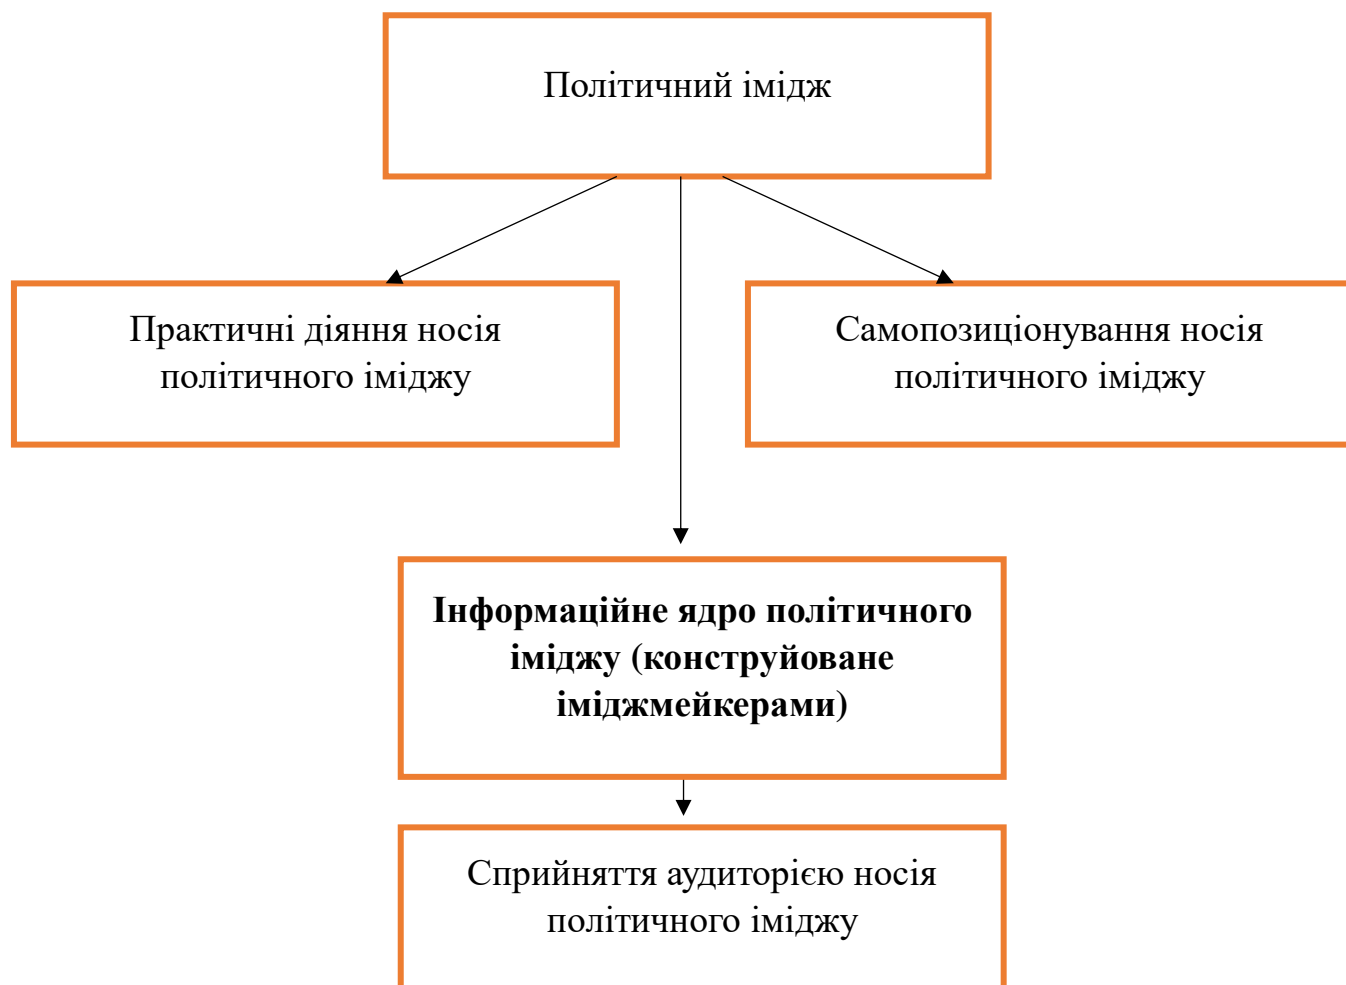 Політичний імідж
Практичні діяння носія
політичного іміджу
Самопозиціонування носія
політичного іміджу
Інформаційне ядро політичного
іміджу (конструйоване
іміджмейкерами)
Сприйняття аудиторією носія
політичного іміджу